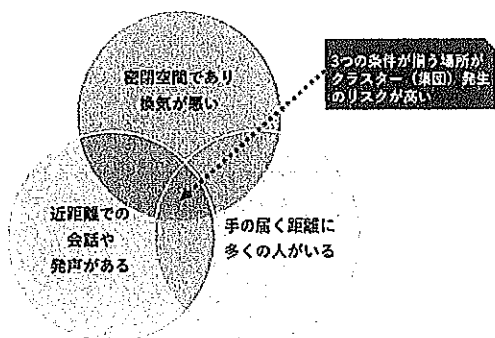 密閉空間であり
換気が悪い
3つの条件が揃う場所が
クラスター（集団）発生
のリスクが高い
近距離での
会話や
発声がある
手の届く距離に
多くの人がいる